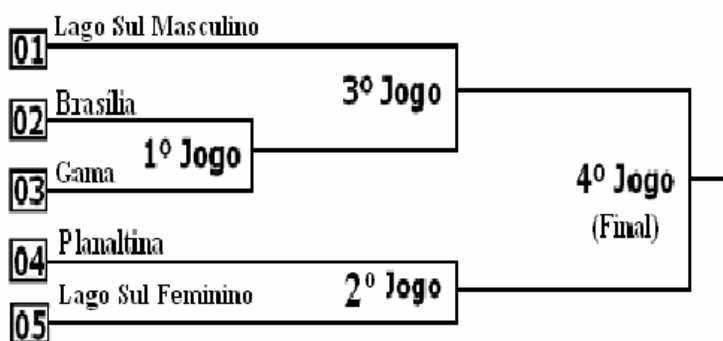 01 Lago Sul Masculino
3º Jogo
02 Brasília
1º Jogo
03 Gama
4º Jogo
(Final)
04 Planaltina
2º Jogo
05 Lago Sul Feminino